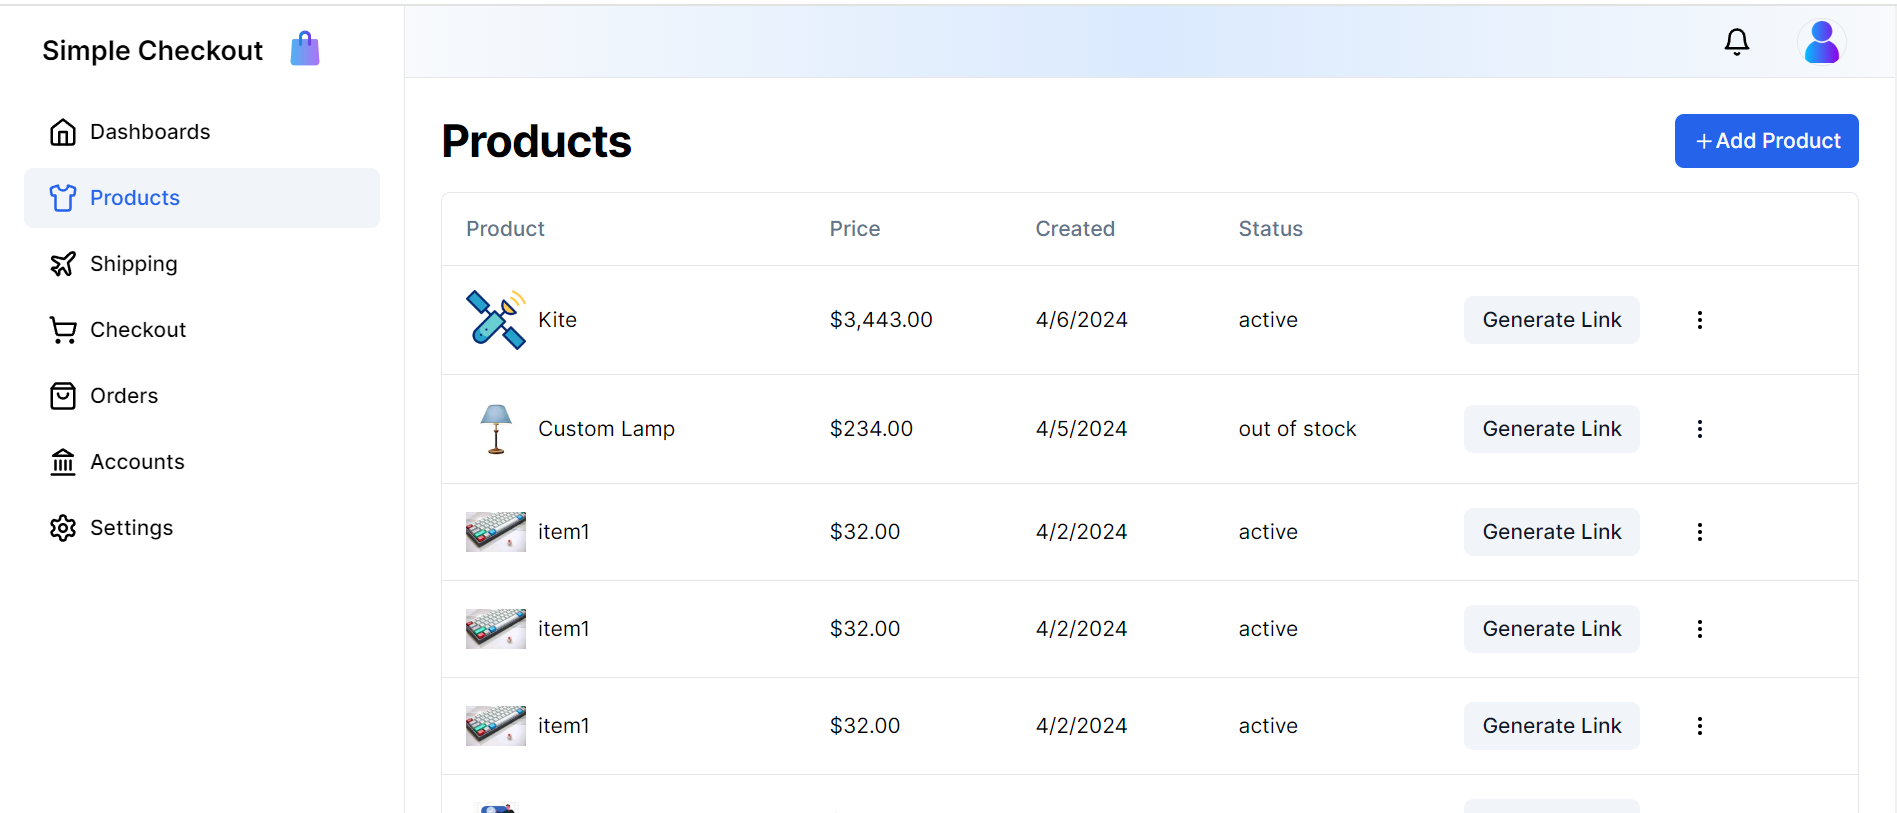 Simple Checkout
Dashboards
Products
Shipping
Checkout
Orders
Accounts
Settings
Products
+Add Product
Product Price Created Status
Kite $3,443.00 4/6/2024 active Generate Link
Custom Lamp $234.00 4/5/2024 out of stock Generate Link
item1 $32.00 4/2/2024 active Generate Link
item1 $32.00 4/2/2024 active Generate Link
item1 $32.00 4/2/2024 active Generate Link